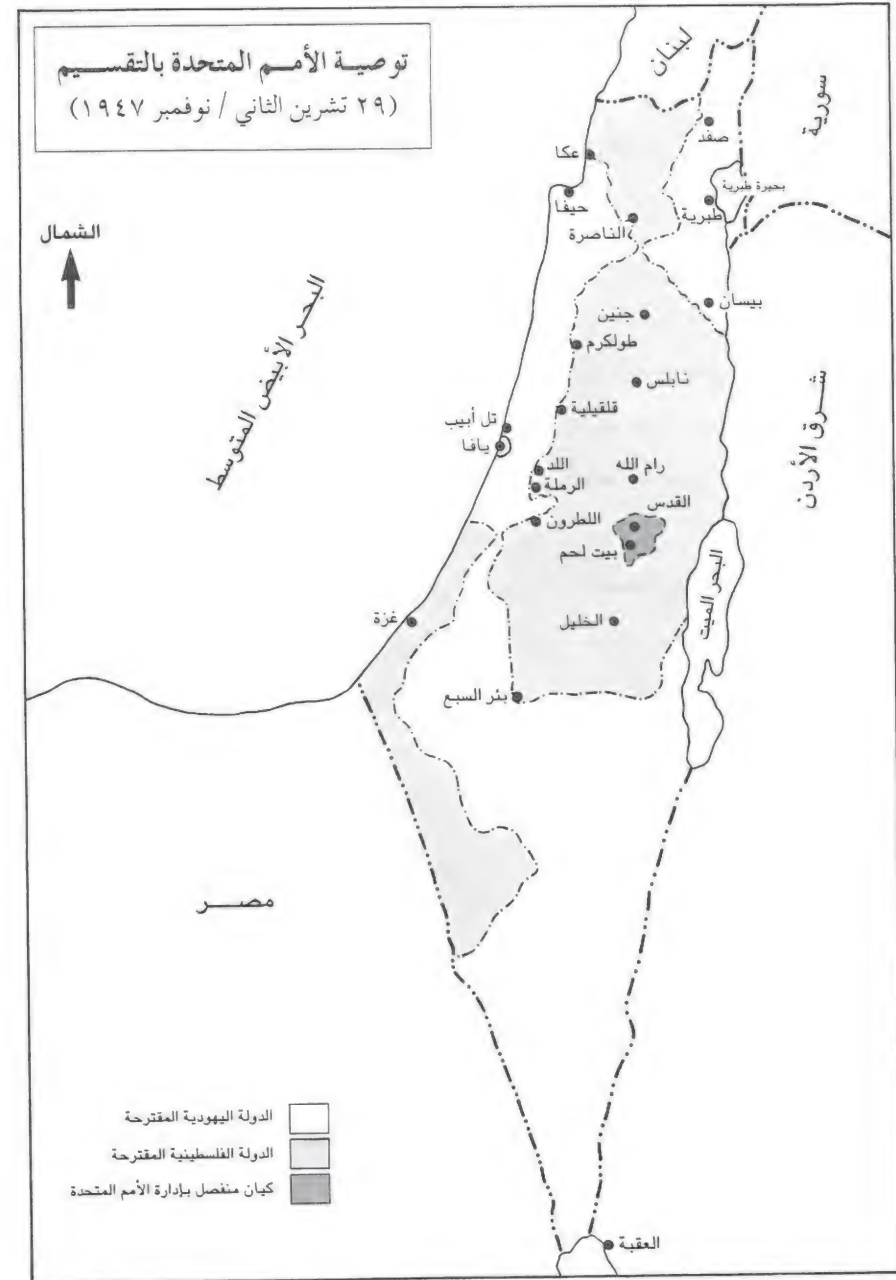 توصية الأمم المتحدة بالتقسيم
(٢٩ تشرين الثاني / نوفمبر ١٩٤٧)
لبنان
سورية
صفد
عكا
بحيرة طبرية
حيفا
طبرية
الناصرة
الشمال
البحر الأبيض المتوسط
بيسان
جنين
طولكرم
نابلس
شرق الأردن
قلقيلية
تل أبيب
يافا
اللد
رام الله
الرملة
القدس
اللطرون
بيت لحم
البحر الميت
غزة
الخليل
بئر السبع
مصر
الدولة اليهودية المقترحة
الدولة الفلسطينية المقترحة
كيان منفصل بإدارة الأمم المتحدة
العقبة